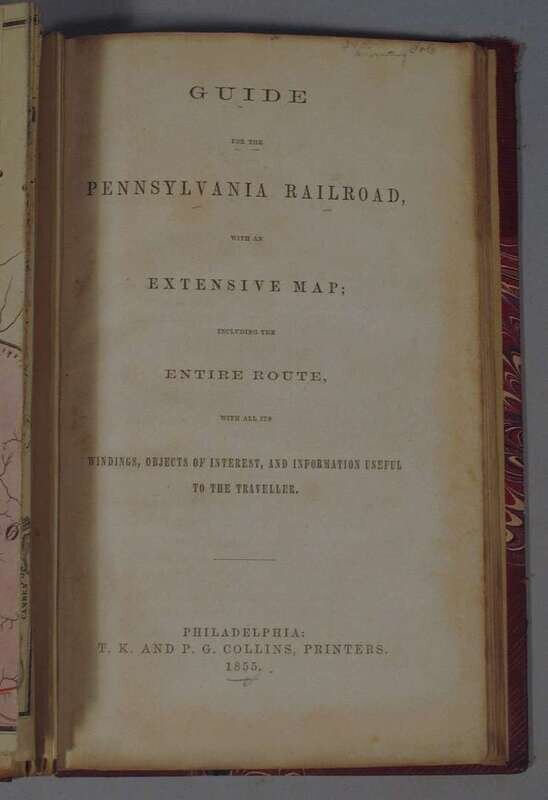 GUIDE
FOR THE
PENNSYLVANIA RAILROAD,
WITH AN
EXTENSIVE MAP;
INCLUDING THE
ENTIRE ROUTE,
WITH ALL ITS
WINDINGS, OBJECTS OF INTEREST, AND INFORMATION USEFUL
TO THE TRAVELLER.
PHILADELPHIA:
T. K. AND P. G. COLLINS, PRINTERS.
1855.
CAMDEN